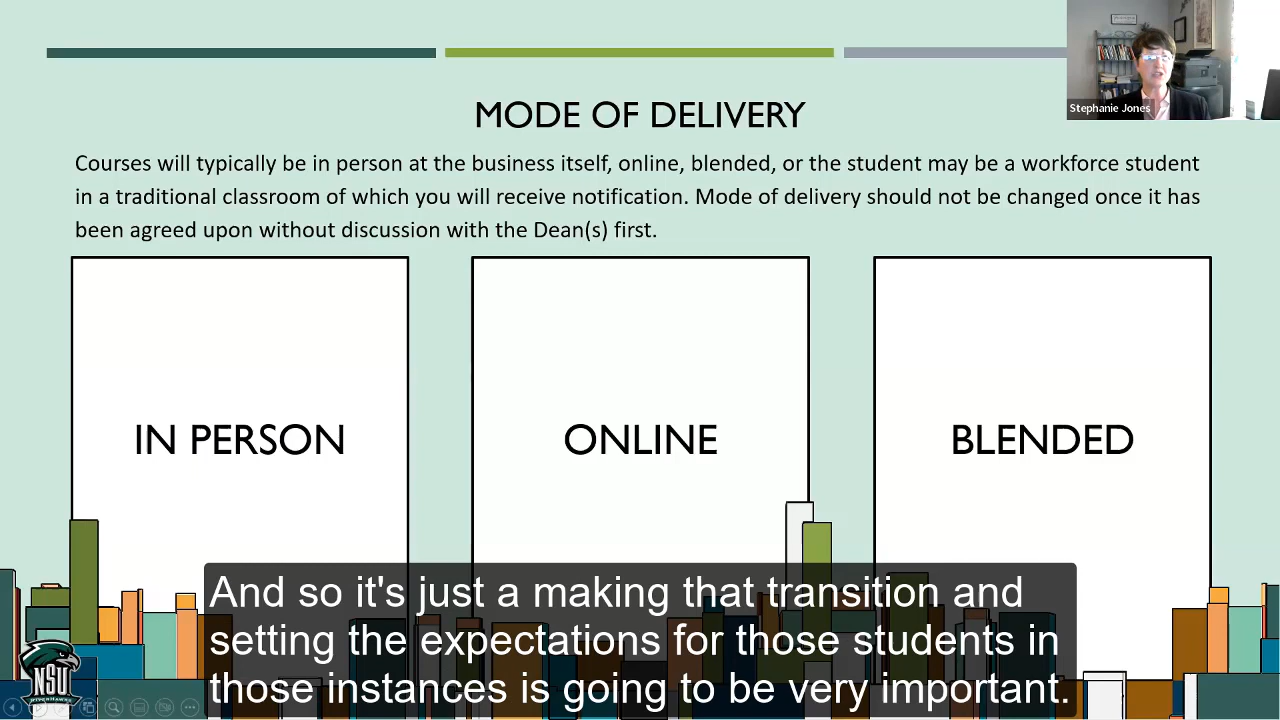 Stephanie Jones
MODE OF DELIVERY
Courses will typically be in person at the business itself, online, blended, or the student may be a workforce student
in a traditional classroom of which you will receive notification. Mode of delivery should not be changed once it has
been agreed upon without discussion with the Dean(s) first.
IN PERSON
ONLINE
BLENDED
And so it's just a making that transition and
setting the expectations for those students in
those instances is going to be very important.
NSU